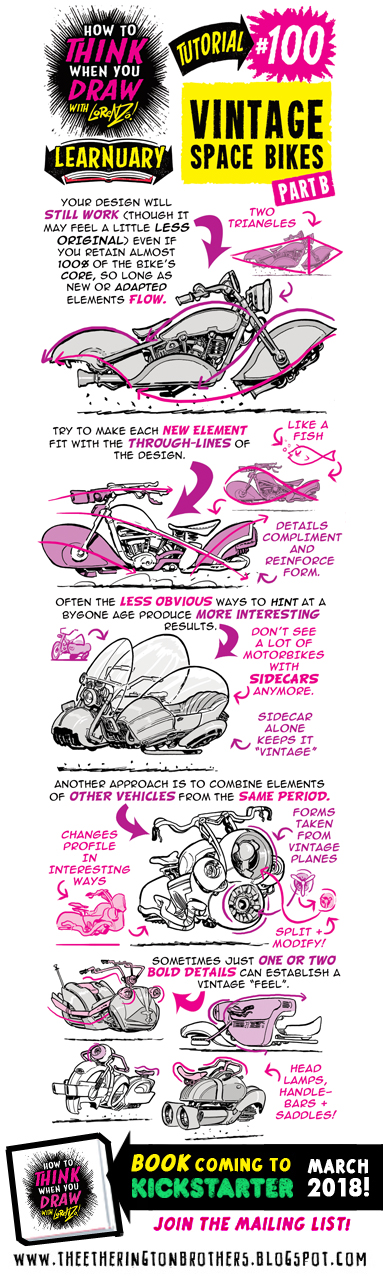 HOW TO
THINK
WHEN YOU
DRAW
WITH LORENZO!
TUTORIAL
#100
LEARNUARY
VINTAGE
SPACE BIKES
PART B
YOUR DESIGN WILL
STILL WORK (THOUGH IT
MAY FEEL A LITTLE LESS
ORIGINAL) EVEN IF
YOU RETAIN ALMOST
100% OF THE BIKE'S
CORE, SO LONG AS
NEW OR ADAPTED
ELEMENTS FLOW.
TWO
TRIANGLES
TRY TO MAKE EACH NEW ELEMENT
FIT WITH THE THROUGH-LINES OF
THE DESIGN.
LIKE A
FISH
DETAILS
COMPLIMENT
AND
REINFORCE
FORM.
OFTEN THE LESS OBVIOUS WAYS TO HINT AT A
BYGONE AGE PRODUCE MORE INTERESTING
RESULTS.
DON'T SEE
A LOT OF
MOTORBIKES
WITH
SIDECARS
ANYMORE.
SIDECAR
ALONE
KEEPS IT
"VINTAGE"
ANOTHER APPROACH IS TO COMBINE ELEMENTS
OF OTHER VEHICLES FROM THE SAME PERIOD.
CHANGES
PROFILE
IN
INTERESTING
WAYS
FORMS
TAKEN
FROM
VINTAGE
PLANES
SPLIT +
MODIFY!
SOMETIMES JUST ONE OR TWO
BOLD DETAILS CAN ESTABLISH A
VINTAGE "FEEL".
HEAD
LAMPS,
HANDLE-
BARS +
SADDLES!
HOW TO
THINK
WHEN YOU
DRAW
WITH LORENZO!
BOOK COMING TO
KICKSTARTER
MARCH
2018!
JOIN THE MAILING LIST!
WWW.THEETHERINGTONBROTHERS.BLOGSPOT.COM